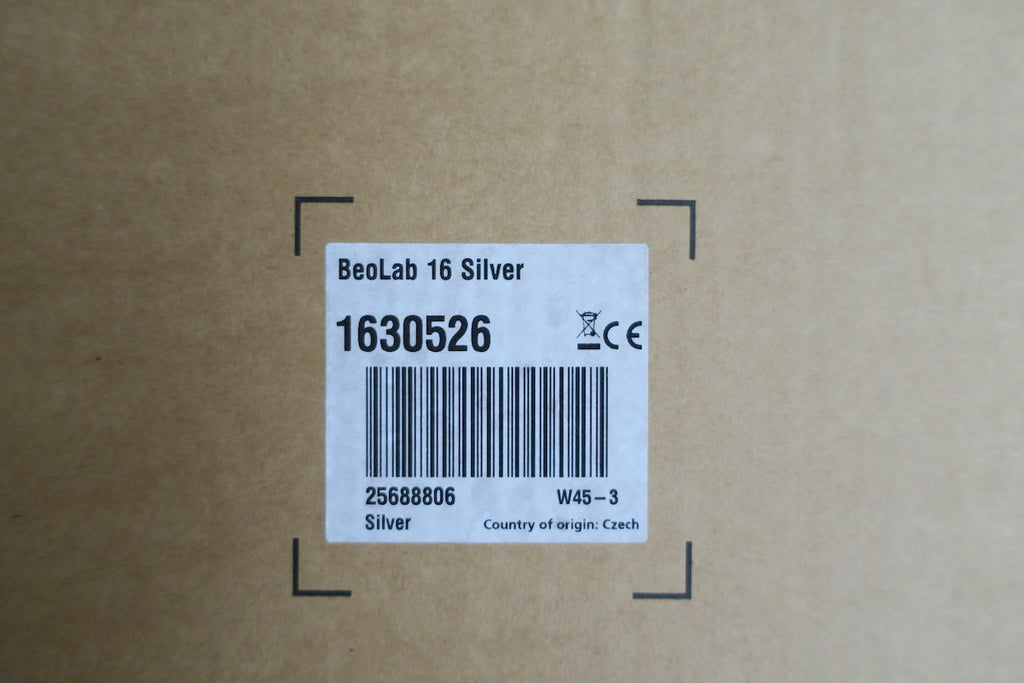 BeoLab 16 Silver
1630526
CE
25688806 W45-3
Silver Country of origin: Czech